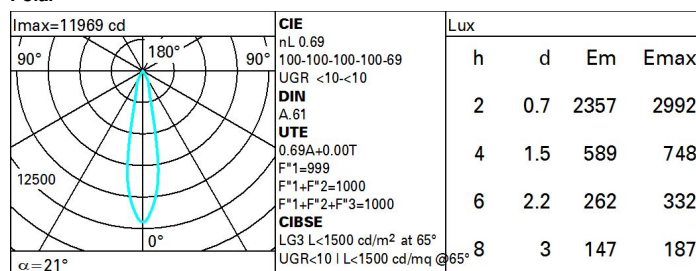 Imax=11969 cd
90°
180°
90°
12500
0°
α=21°
CIE
nL 0.69
100-100-100-100-69
UGR <10-<10
DIN
A.61
UTE
0.69A+0.00T
F"1=999
F"1+F"2=1000
F"1+F"2+F"3=1000
CIBSE
LG3 L<1500 cd/m² at 65°
UGR<10 | L<1500 cd/mq @65°
Lux
h d Em Emax
2 0.7 2357 2992
4 1.5 589 748
6 2.2 262 332
8 3 147 187